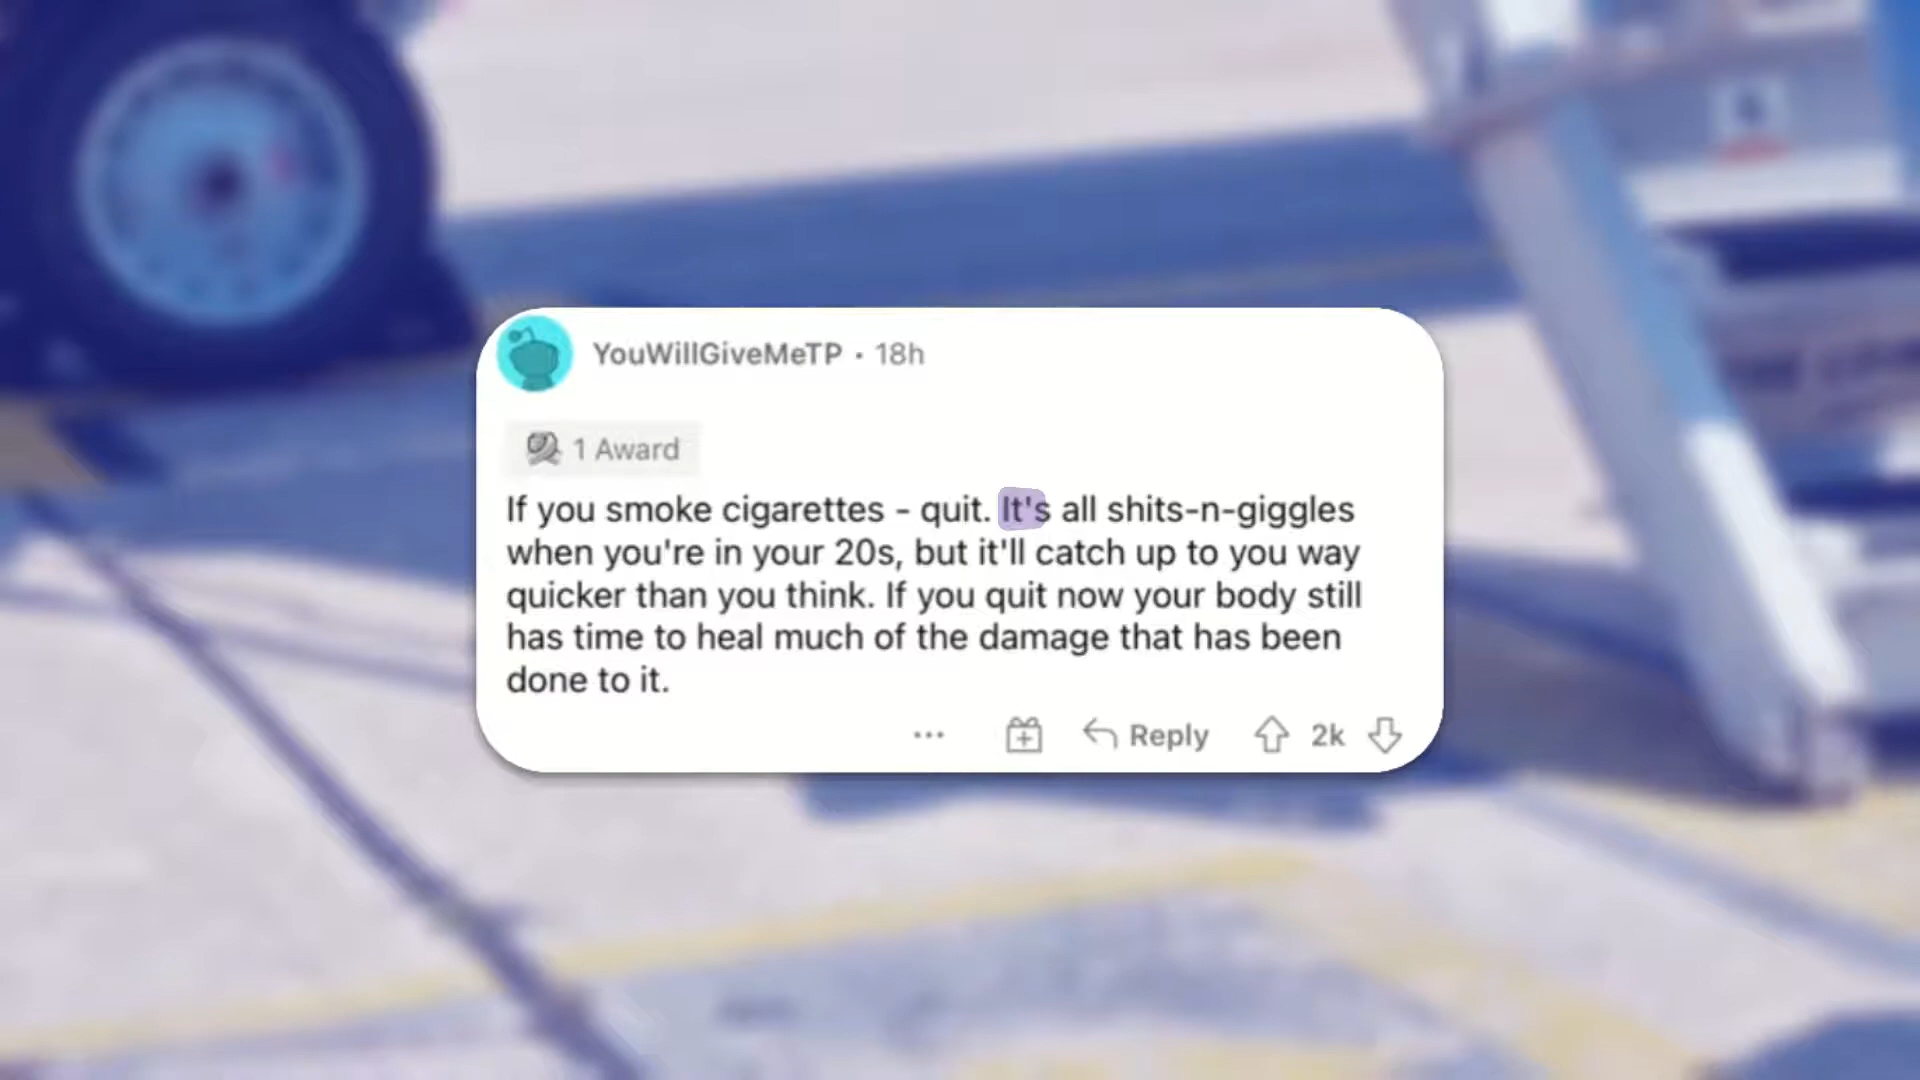 YouWillGiveMeTP · 18h
1 Award
If you smoke cigarettes - quit. It's all shits-n-giggles
when you're in your 20s, but it'll catch up to you way
quicker than you think. If you quit now your body still
has time to heal much of the damage that has been
done to it.
... Reply 2k